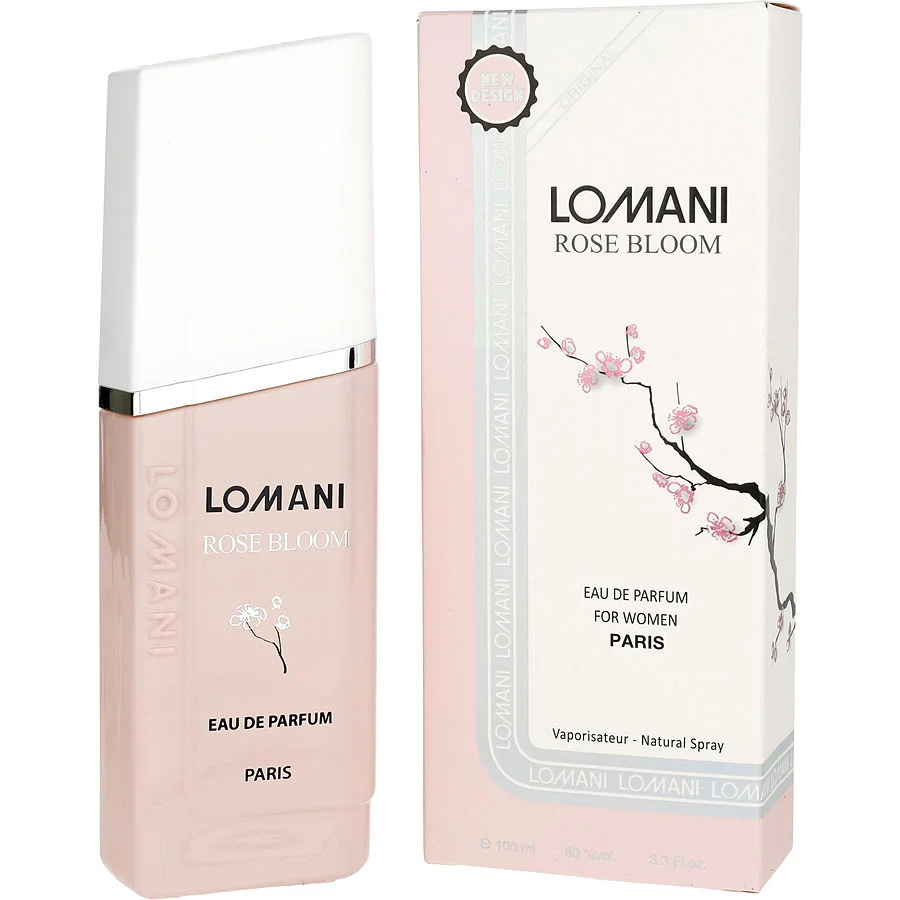 LOMANI
ROSE BLOOM
LOMANI
EAU DE PARFUM
PARIS
NEW
DESIGN
ORIGINAL
LOMANI
ROSE BLOOM
EAU DE PARFUM
FOR WOMEN
PARIS
Vaporisateur - Natural Spray
LOMANI LOMANI LOMANI LOMANI LOMANI LOMANI
LOMANI LOMANI LOMANI
e 100 ml 80 %vol. 3.3 Fl.oz.